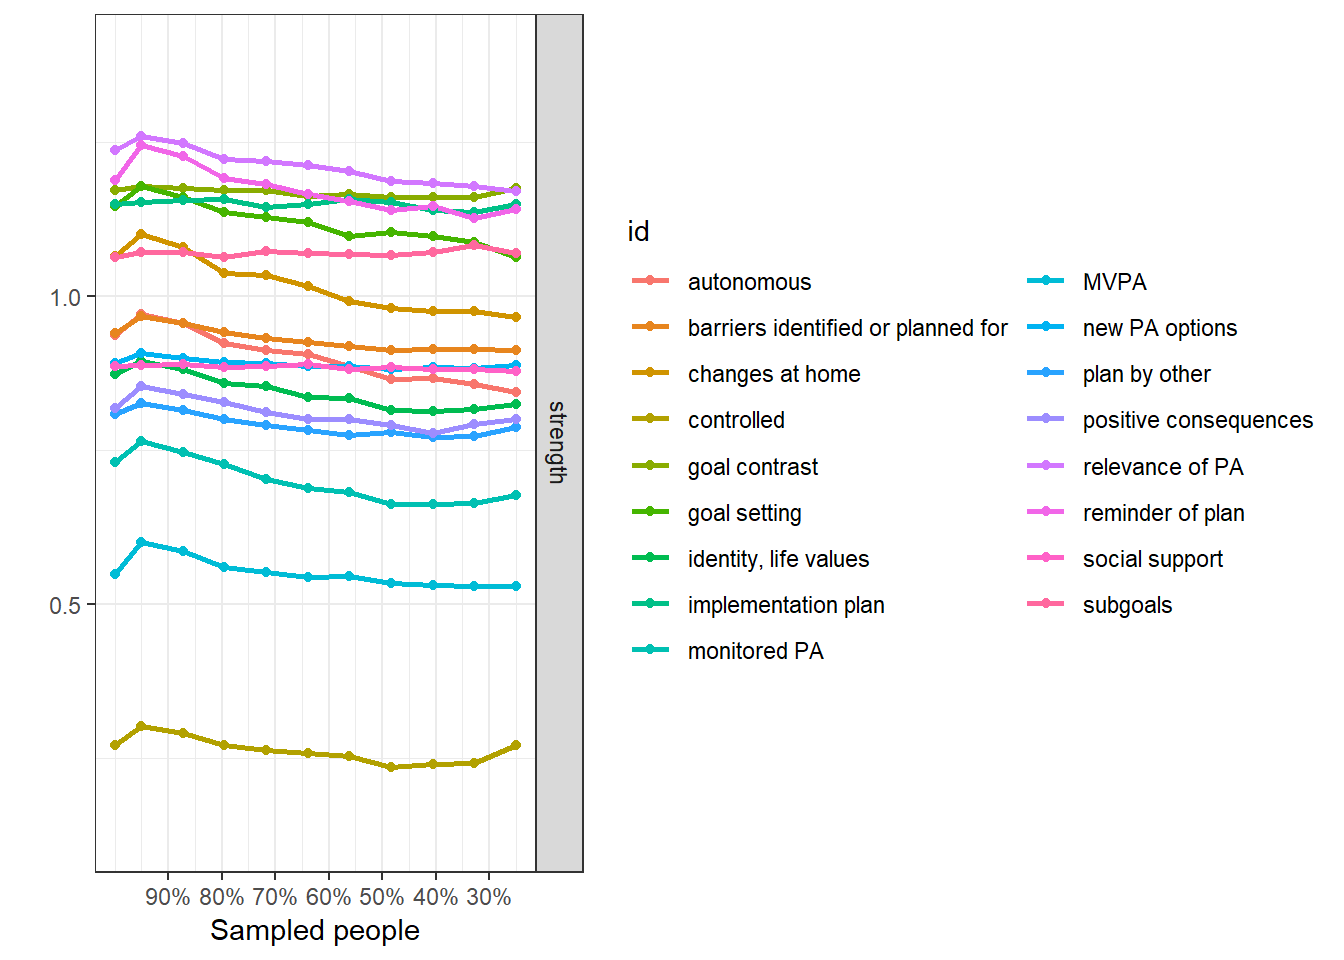 1.0
0.5
strength
90% 80% 70% 60% 50% 40% 30%
Sampled people
id
autonomous
barriers identified or planned for
changes at home
controlled
goal contrast
goal setting
identity, life values
implementation plan
monitored PA
MVPA
new PA options
plan by other
positive consequences
relevance of PA
reminder of plan
social support
subgoals